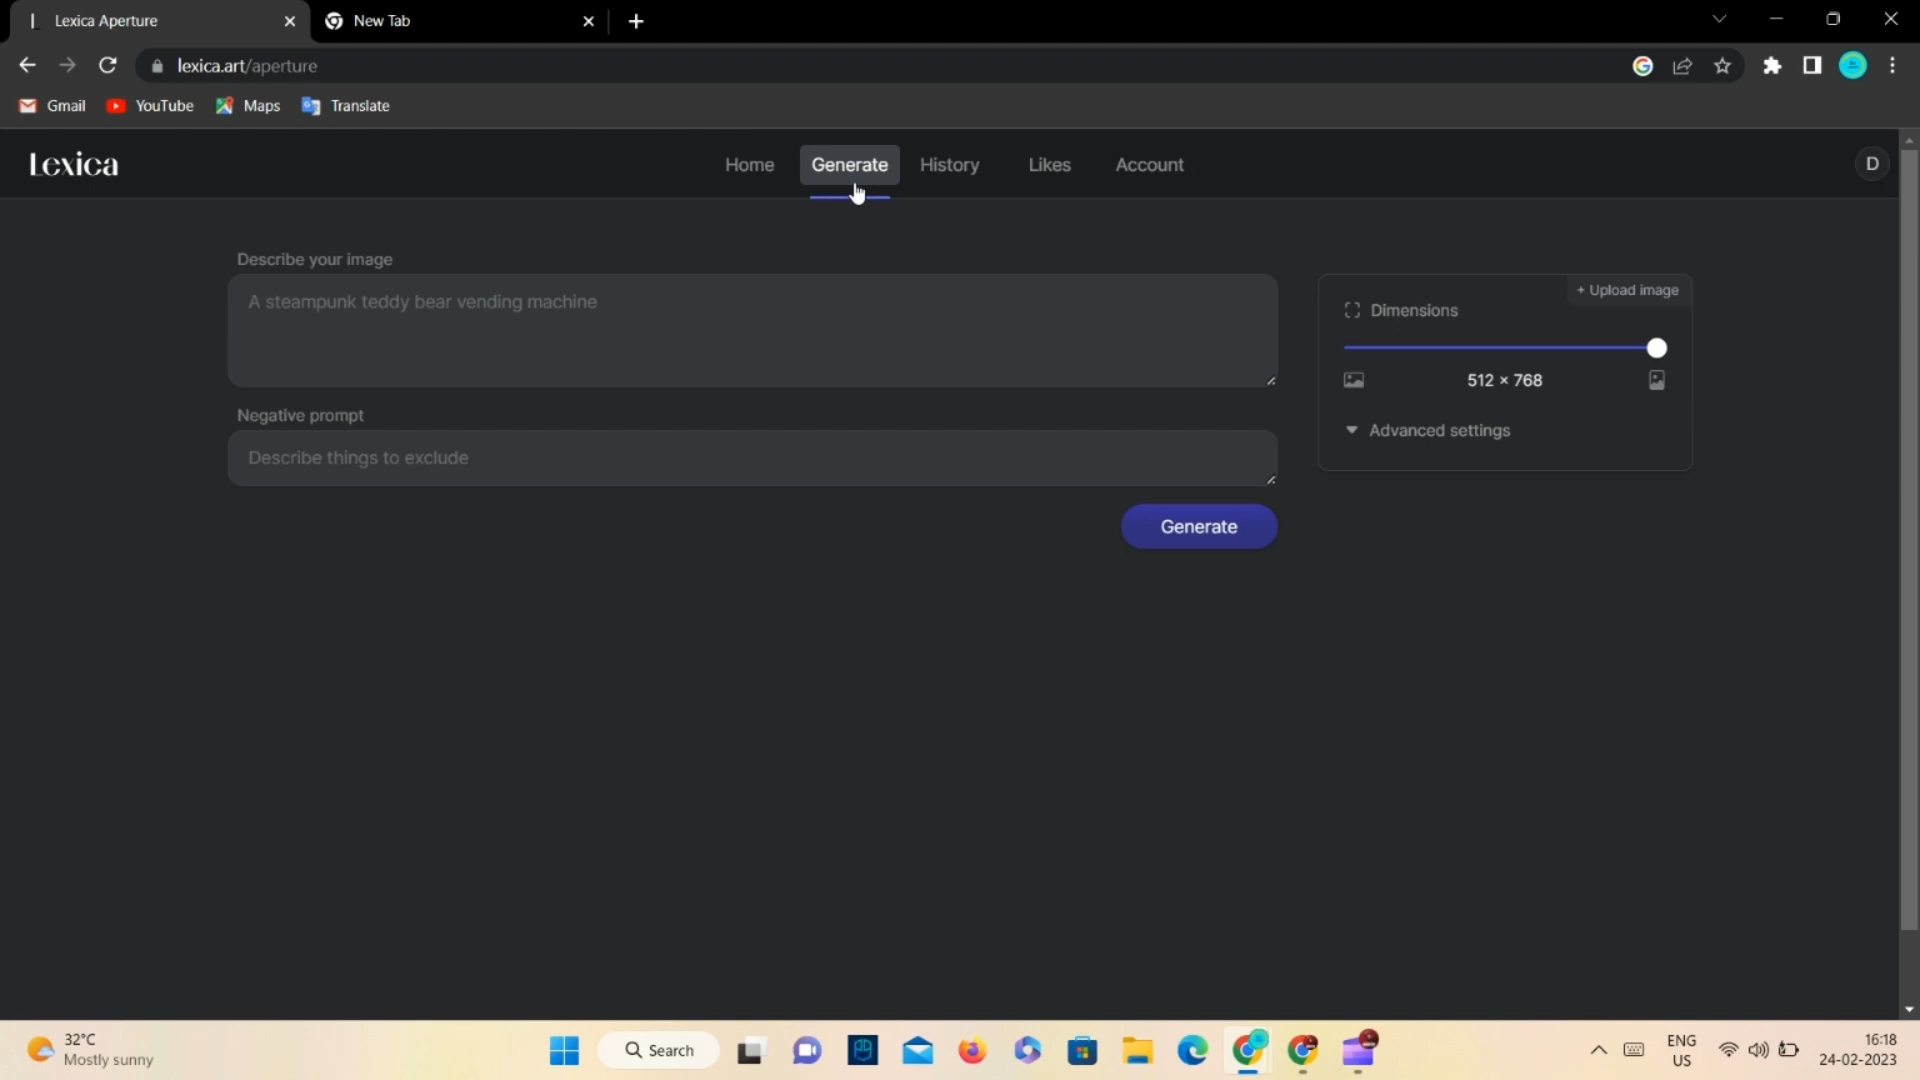 Lexica Aperture
New Tab
lexica.art/aperture
Gmail YouTube Maps Translate
Lexica
Home Generate History Likes Account
D
Describe your image
A steampunk teddy bear vending machine
+ Upload image
Dimensions
512 × 768
Advanced settings
Negative prompt
Describe things to exclude
Generate
32°C
Mostly sunny
Search
ENG
US
16:18
24-02-2023